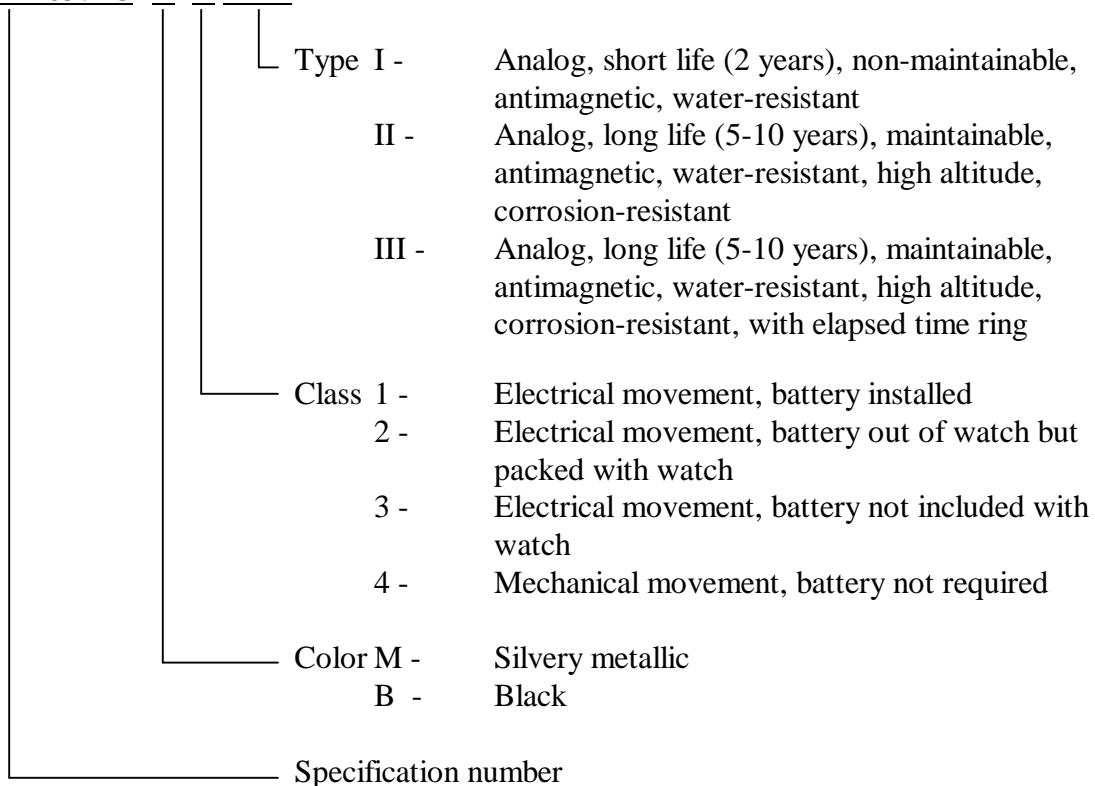 Type I - Analog, short life (2 years), non-maintainable,
antimagnetic, water-resistant
II - Analog, long life (5-10 years), maintainable,
antimagnetic, water-resistant, high altitude,
corrosion-resistant
III - Analog, long life (5-10 years), maintainable,
antimagnetic, water-resistant, high altitude,
corrosion-resistant, with elapsed time ring
Class 1 - Electrical movement, battery installed
2 - Electrical movement, battery out of watch but
packed with watch
3 - Electrical movement, battery not included with
watch
4 - Mechanical movement, battery not required
Color M - Silvery metallic
B - Black
Specification number